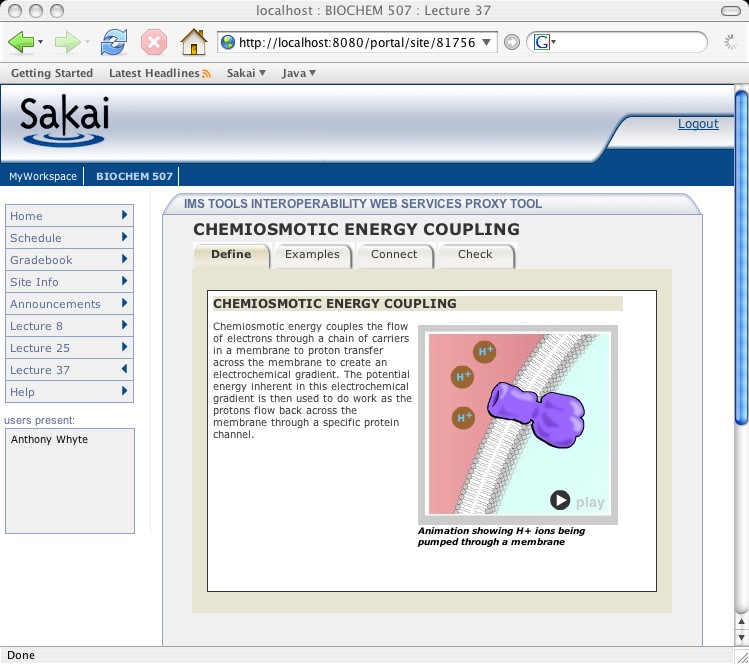 localhost : BIOCHEM 507 : Lecture 37
http://localhost:8080/portal/site/81756
G
Getting Started Latest Headlines Sakai Java
Sakai
Logout
MyWorkspace BIOCHEM 507
Home
Schedule
Gradebook
Site Info
Announcements
Lecture 8
Lecture 25
Lecture 37
Help
users present:
Anthony Whyte
IMS TOOLS INTEROPERABILITY WEB SERVICES PROXY TOOL
CHEMIOSMOTIC ENERGY COUPLING
Define Examples Connect Check
CHEMIOSMOTIC ENERGY COUPLING
Chemiosmotic energy couples the flow
of electrons through a chain of carriers
in a membrane to proton transfer
across the membrane to create an
electrochemical gradient. The potential
energy inherent in this electrochemical
gradient is then used to do work as the
protons flow back across the
membrane through a specific protein
channel.
H+
H+
H+
play
Animation showing H+ ions being
pumped through a membrane
Done